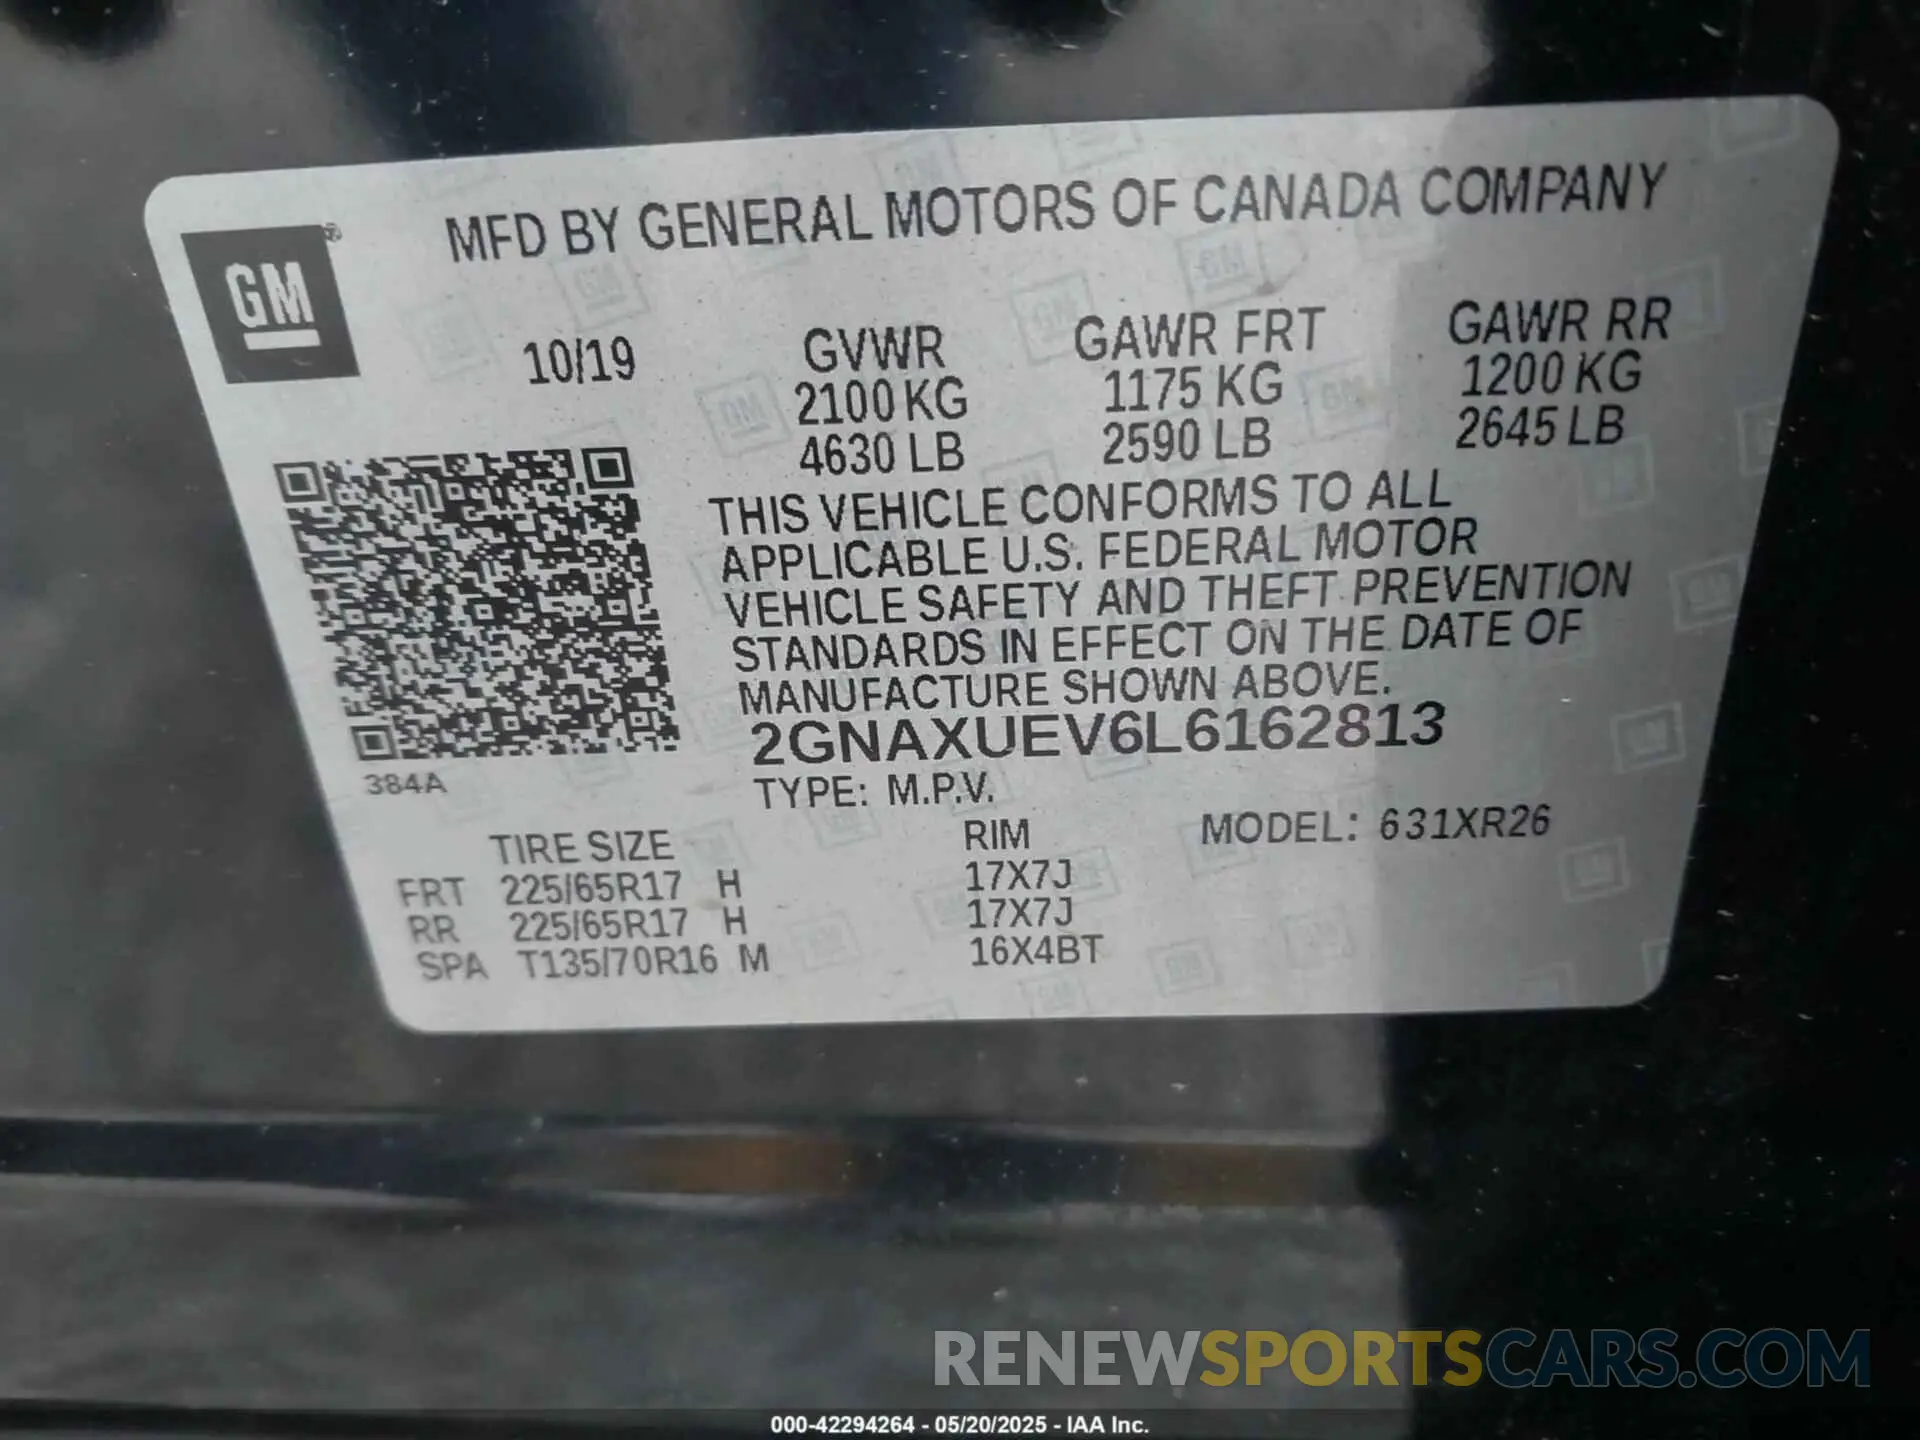 MFD BY GENERAL MOTORS OF CANADA COMPANY
GM®
10/19 GVWR GAWR FRT GAWR RR
2100 KG 1175 KG 1200 KG
4630 LB 2590 LB 2645 LB
THIS VEHICLE CONFORMS TO ALL
APPLICABLE U.S. FEDERAL MOTOR
VEHICLE SAFETY AND THEFT PREVENTION
STANDARDS IN EFFECT ON THE DATE OF
MANUFACTURE SHOWN ABOVE.
2GNAXUEV6L6162813
384A
TYPE: M.P.V.
TIRE SIZE RIM MODEL: 631XR26
FRT 225/65R17 H 17X7J
RR 225/65R17 H 17X7J
SPA T135/70R16 M 16X4BT
RENEWSPORTSCARS.COM
000-42294264 - 05/20/2025 - IAA Inc.